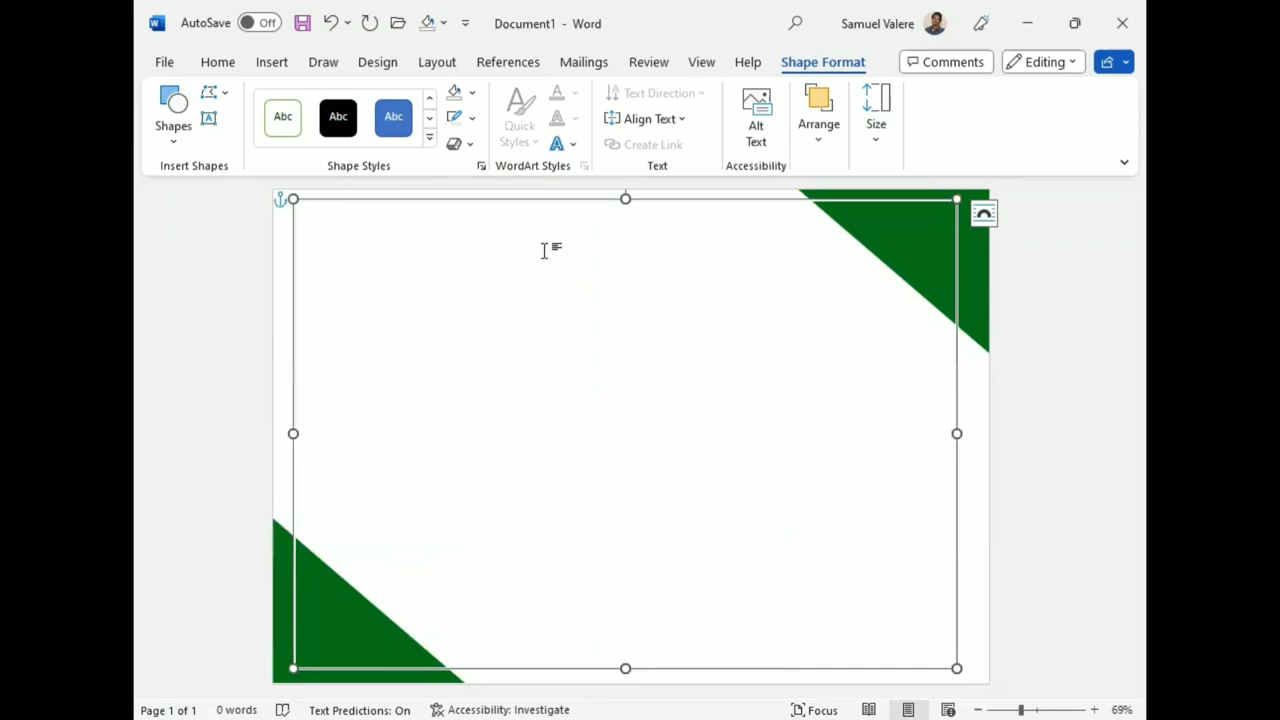 AutoSave Off Document1 - Word Samuel Valere
File Home Insert Draw Design Layout References Mailings Review View Help Shape Format Comments Editing
Shapes
Abc Abc Abc
Quick Styles
Text Direction
Align Text
Create Link
Alt Text
Arrange
Size
Insert Shapes Shape Styles WordArt Styles Text Accessibility
Page 1 of 1 0 words Text Predictions: On Accessibility: Investigate Focus 69%